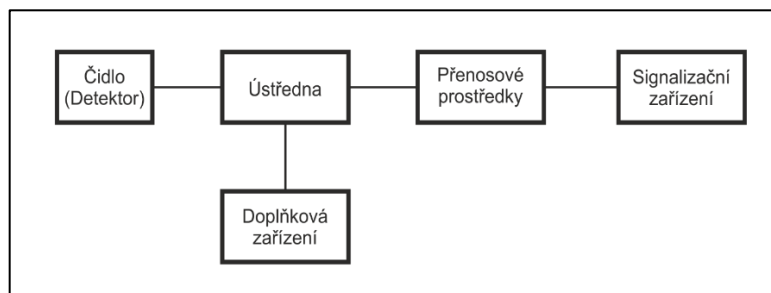 Čidlo
(Detektor)
Ústředna
Přenosové
prostředky
Signalizační
zařízení
Doplňková
zařízení